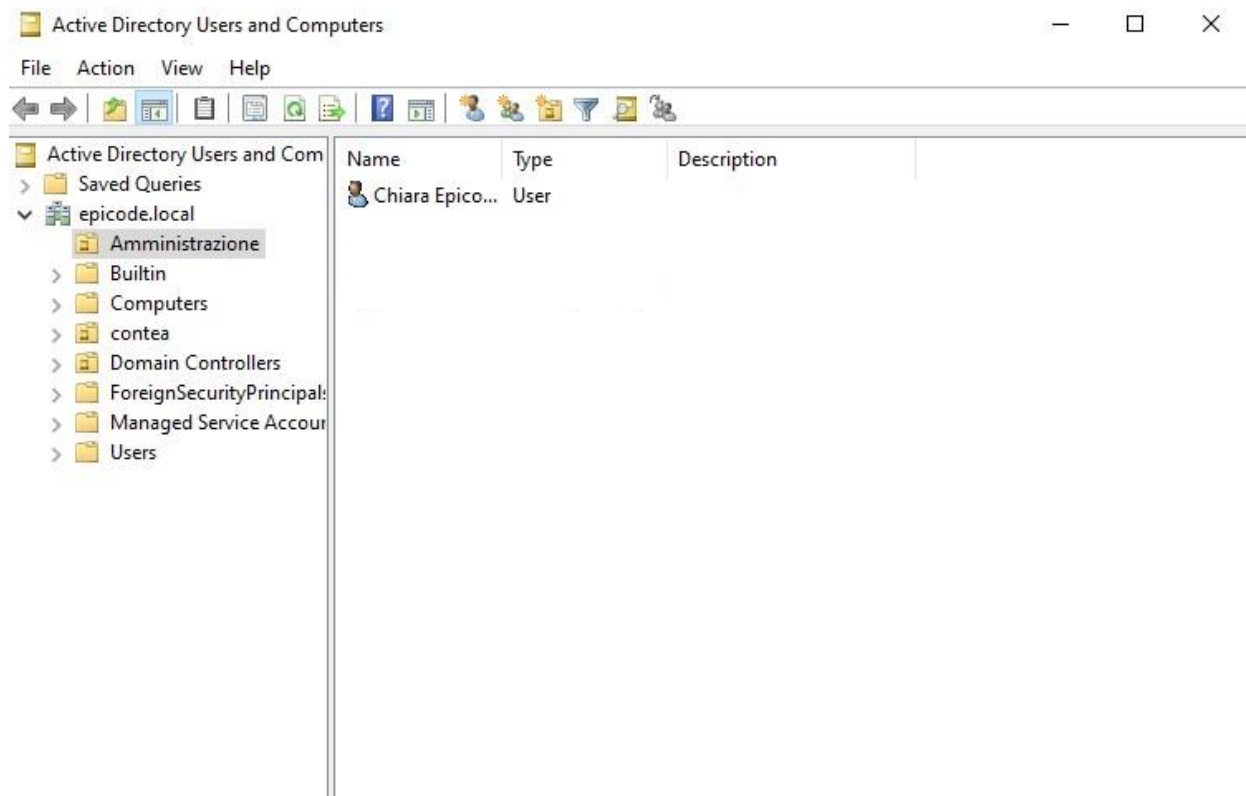 Active Directory Users and Computers
File Action View Help
Active Directory Users and Com
Name Type Description
Saved Queries
Chiara Epico... User
epicode.local
Amministrazione
Builtin
Computers
contea
Domain Controllers
ForeignSecurityPrincipals
Managed Service Accour
Users